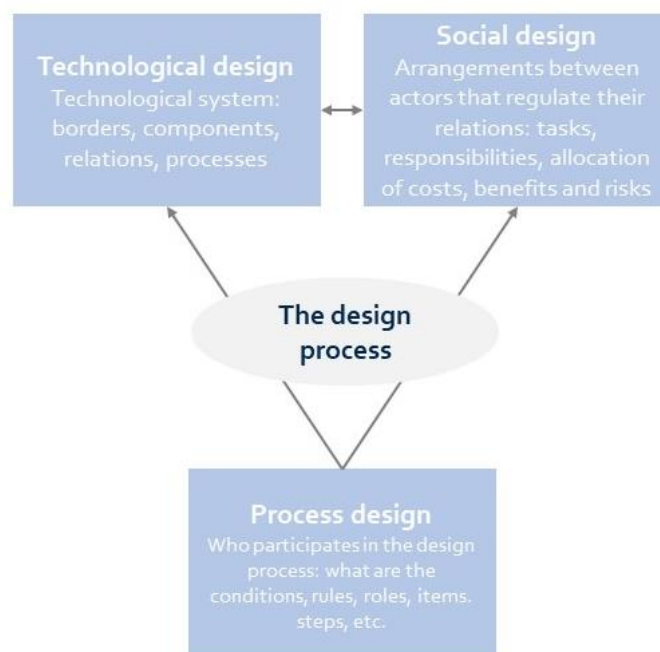 Technological design
Technological system:
borders, components,
relations, processes
Social design
Arrangements between
actors that regulate their
relations: tasks,
responsibilities, allocation
of costs, benefits and risks
The design
process
Process design
Who participates in the design
process: what are the
conditions, rules, roles, items.
steps, etc.